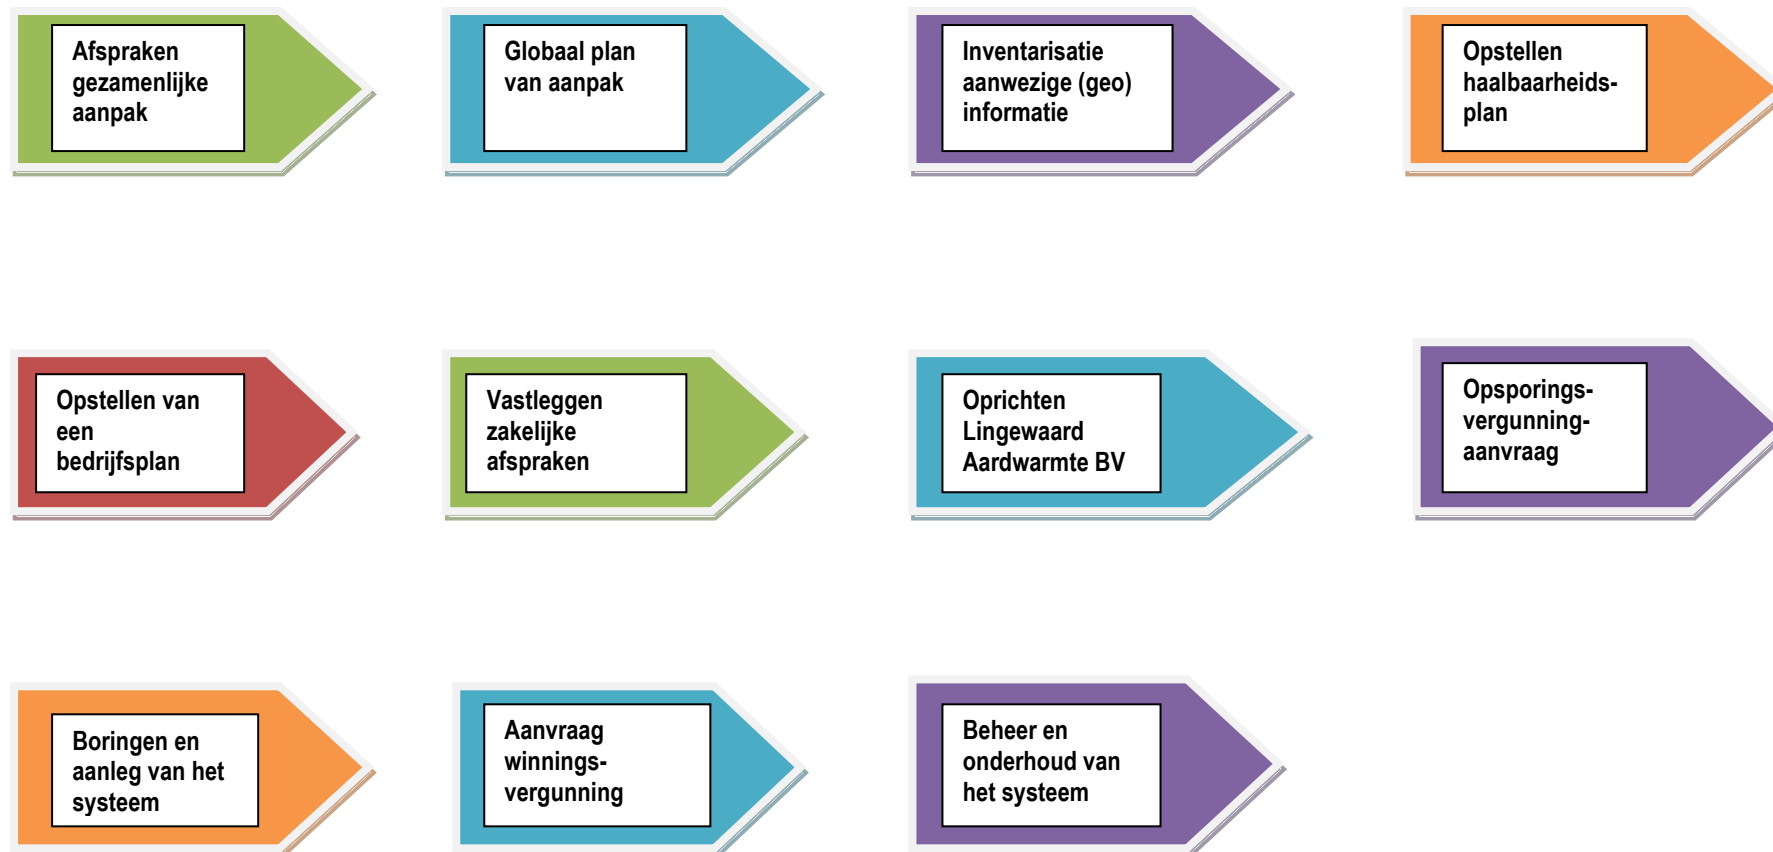 Afspraken
gezamenlijke
aanpak
Globaal plan
van aanpak
Inventarisatie
aanwezige (geo)
informatie
Opstellen
haalbaarheids-
plan
Opstellen van
een
bedrijfsplan
Vastleggen
zakelijke
afspraken
Oprichten
Lingewaard
Aardwarmte BV
Opsporings-
vergunning-
aanvraag
Boringen en
aanleg van het
systeem
Aanvraag
winnings-
vergunning
Beheer en
onderhoud van
het systeem